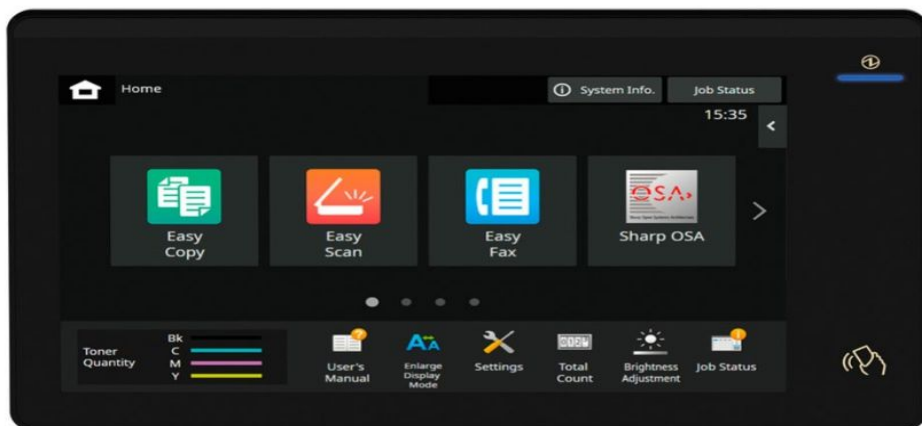 Home
System Info.
Job Status
15:35
Easy
Copy
Easy
Scan
Easy
Fax
OSA
Sharp OSA
Toner
Quantity
Bk
C
M
Y
User's
Manual
Enlarge
Display
Mode
Settings
Total
Count
Brightness
Adjustment
Job Status